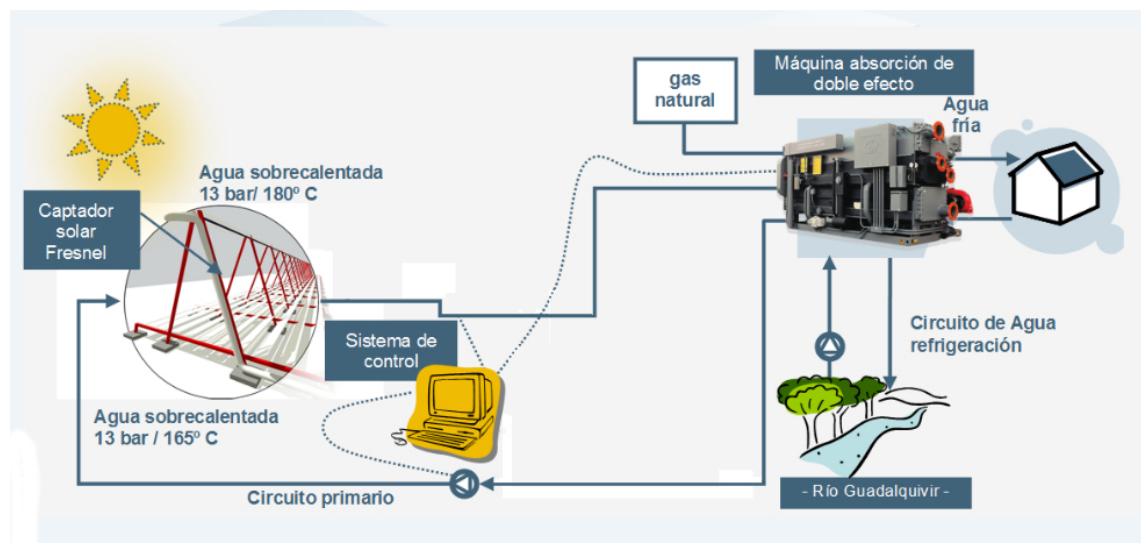 gas
natural
Máquina absorción de
doble efecto
Agua
fría
Agua sobrecalentada
13 bar/ 180º C
Captador
solar
Fresnel
Sistema de
control
Circuito de Agua
refrigeración
Agua sobrecalentada
13 bar / 165º C
Circuito primario
- Río Guadalquivir -